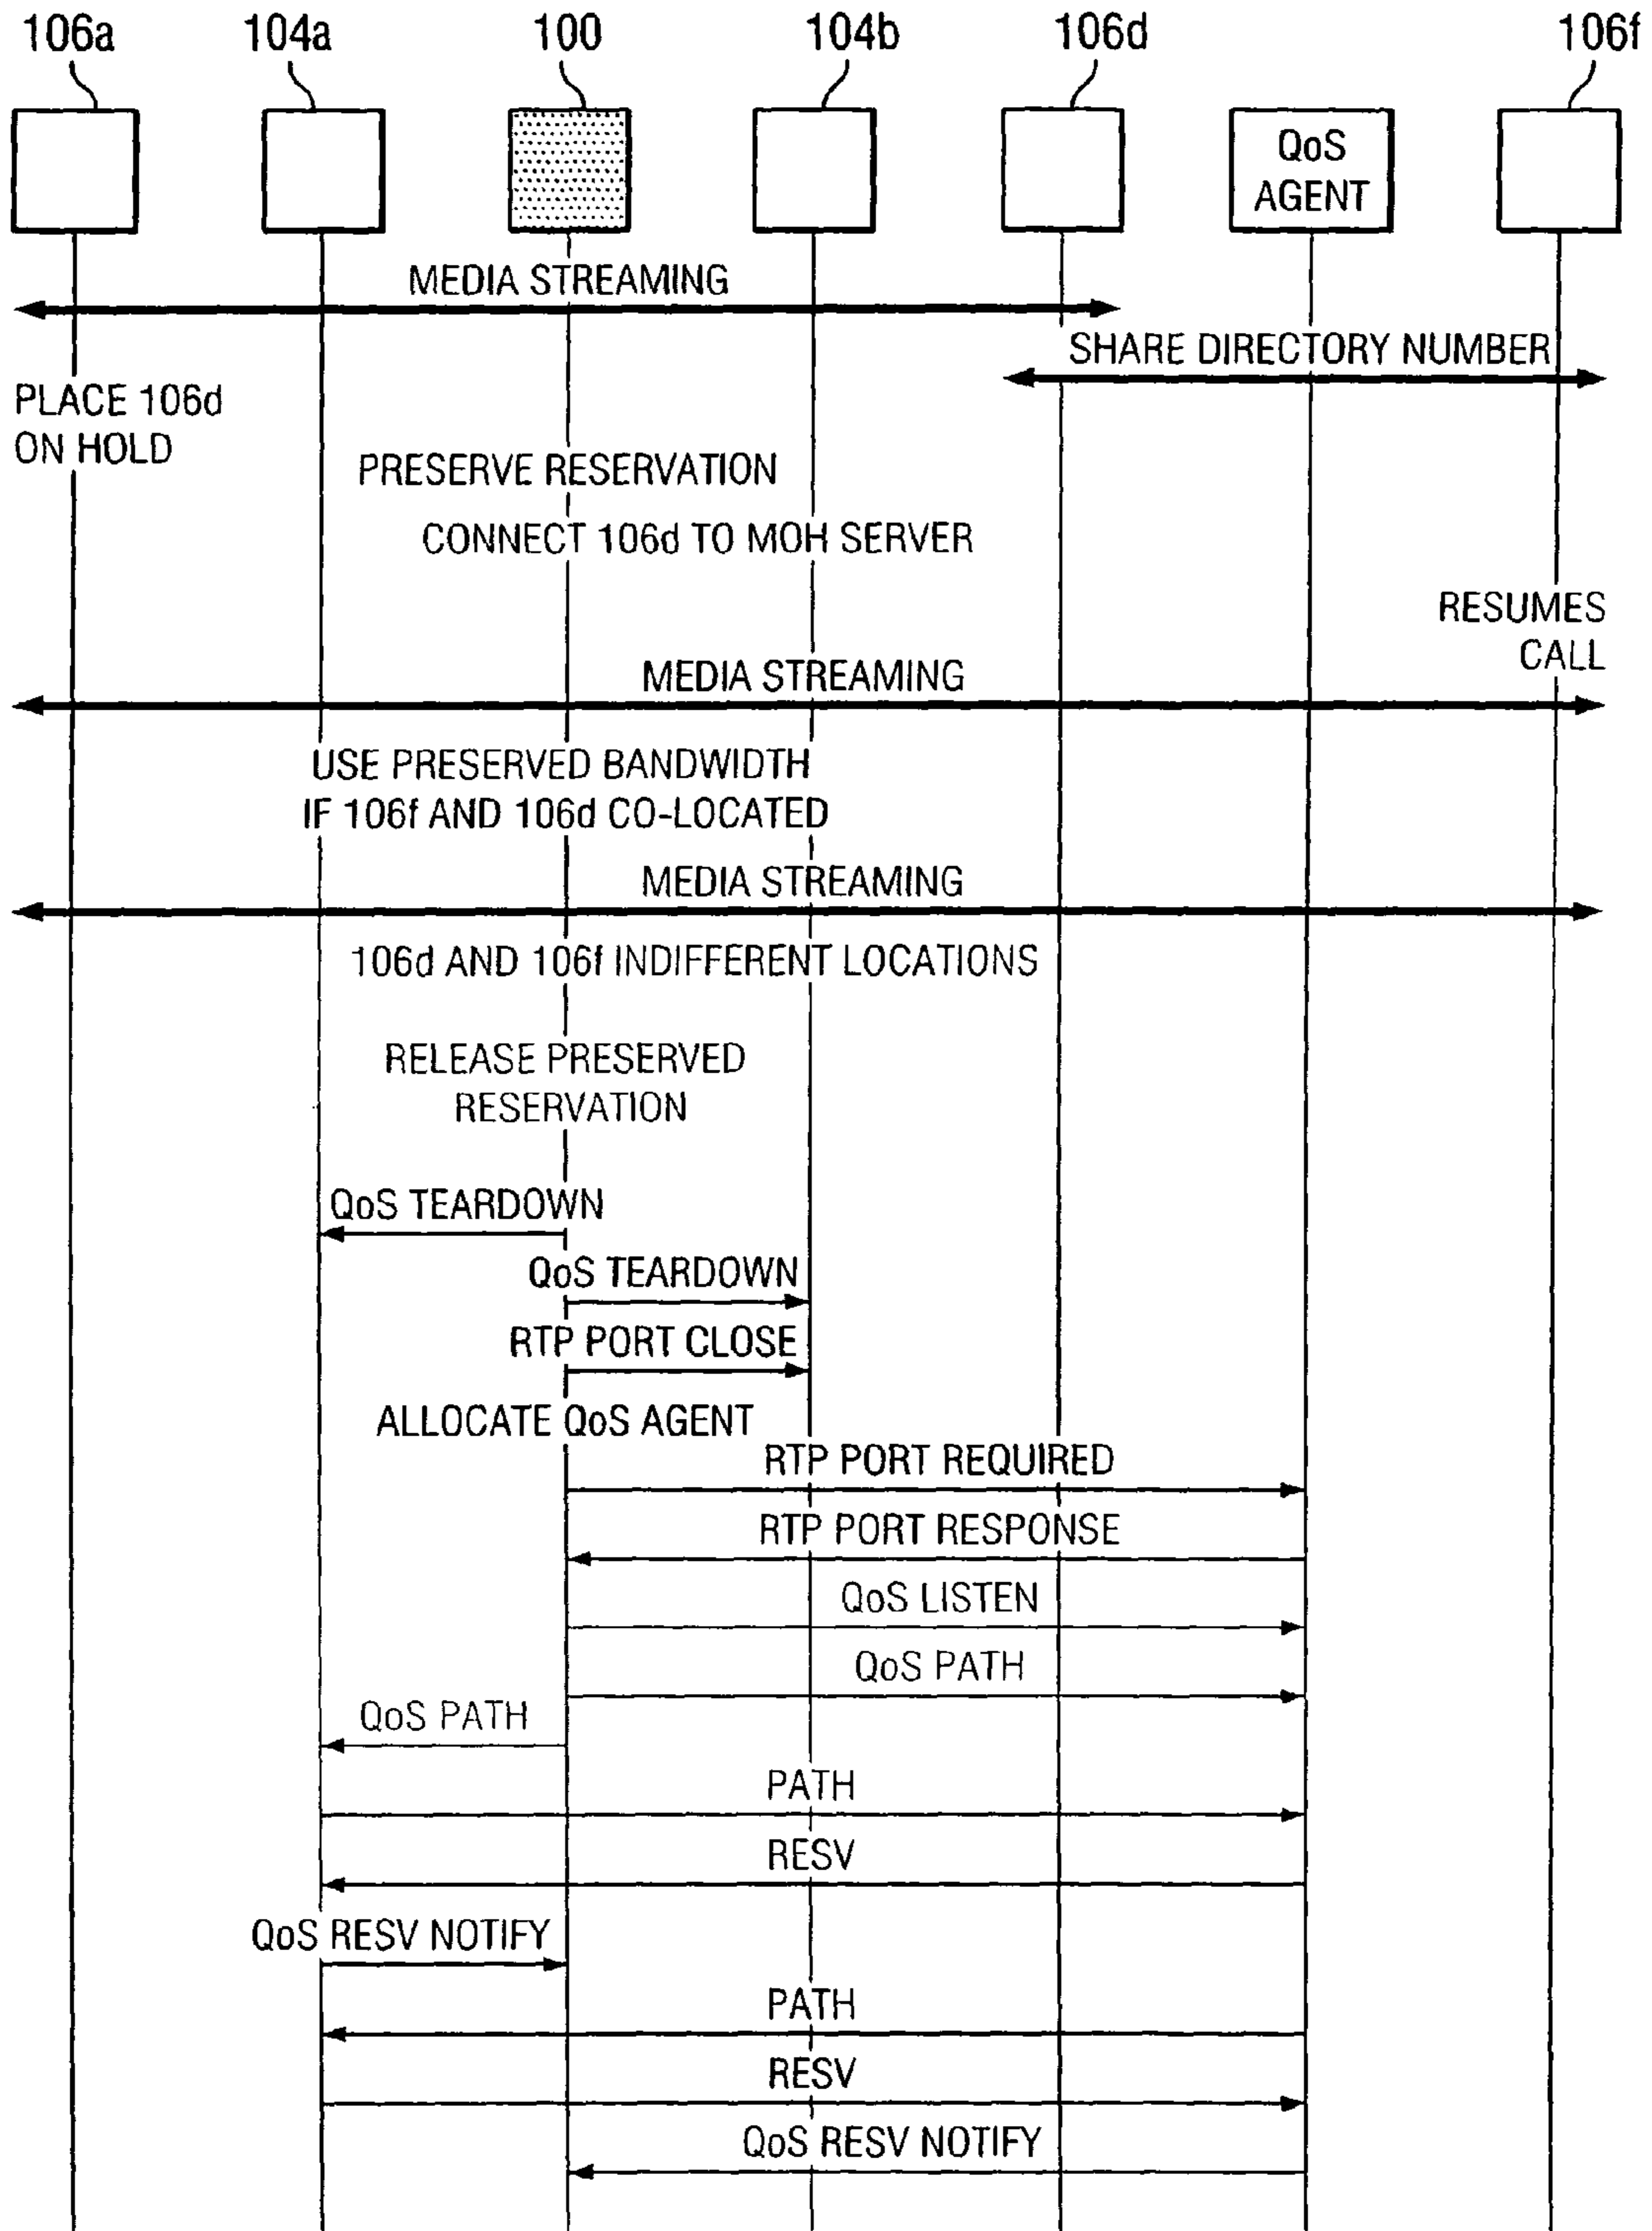 106a 104a 100 104b 106d 106f
QoS
AGENT
MEDIA STREAMING
SHARE DIRECTORY NUMBER
PLACE 106d
ON HOLD
PRESERVE RESERVATION
CONNECT 106d TO MOH SERVER
RESUMES
CALL
MEDIA STREAMING
USE PRESERVED BANDWIDTH
IF 106f AND 106d CO-LOCATED
MEDIA STREAMING
106d AND 106f INDIFFERENT LOCATIONS
RELEASE PRESERVED
RESERVATION
QoS TEARDOWN
QoS TEARDOWN
RTP PORT CLOSE
ALLOCATE QoS AGENT
RTP PORT REQUIRED
RTP PORT RESPONSE
QoS LISTEN
QoS PATH
QoS PATH
PATH
RESV
QoS RESV NOTIFY
PATH
RESV
QoS RESV NOTIFY